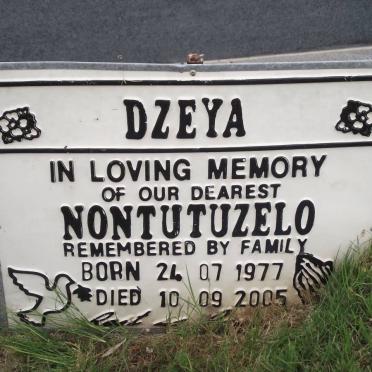 DZEYA
IN LOVING MEMORY
OF OUR DEAREST
NONTUTUZELO
REMEMBERED BY FAMILY
BORN 24 07 1977
DIED 10 09 2005